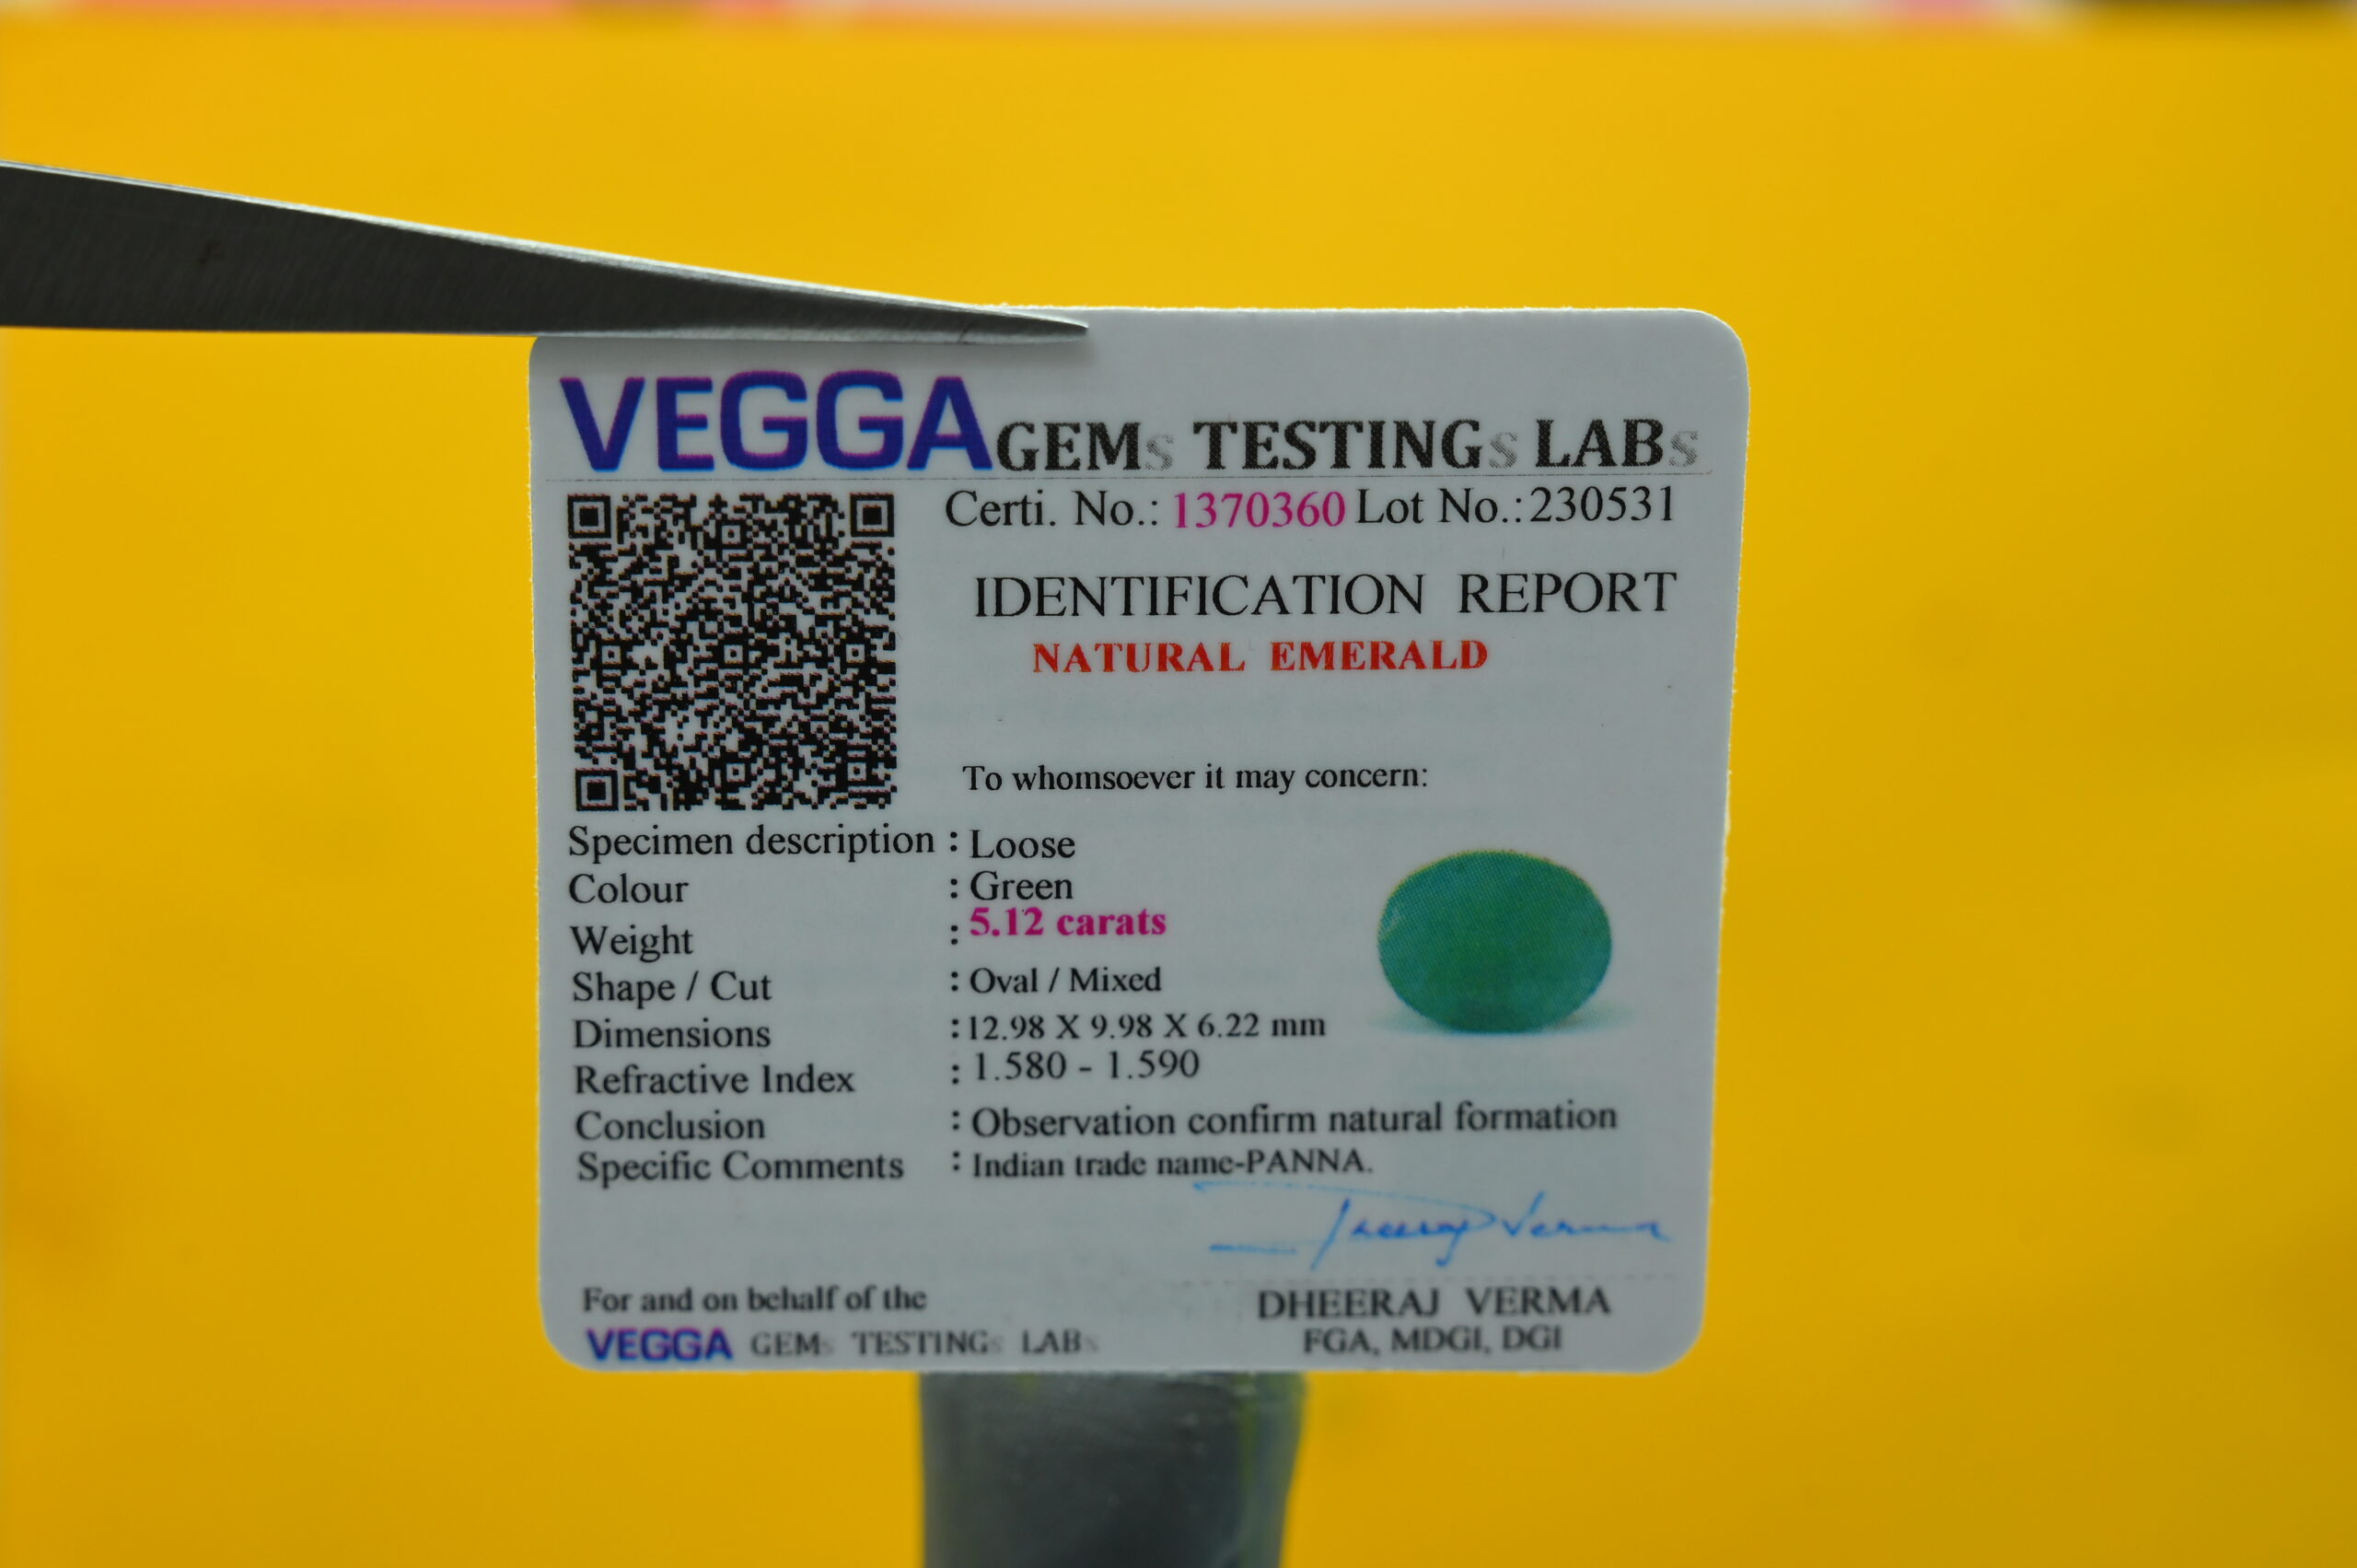 VEGGA GEMs TESTINGs LABs
Certi. No.: 1370360 Lot No.:230531
IDENTIFICATION REPORT
NATURAL EMERALD
To whomsoever it may concern:
Specimen description : Loose
Colour : Green
Weight : 5.12 carats
Shape / Cut : Oval / Mixed
Dimensions :12.98 X 9.98 X 6.22 mm
Refractive Index : 1.580 - 1.590
Conclusion : Observation confirm natural formation
Specific Comments : Indian trade name-PANNA.
Dheeraj Verma
For and on behalf of the
VEGGA GEMs TESTINGs LABs
DHEERAJ VERMA
FGA, MDGI, DGI